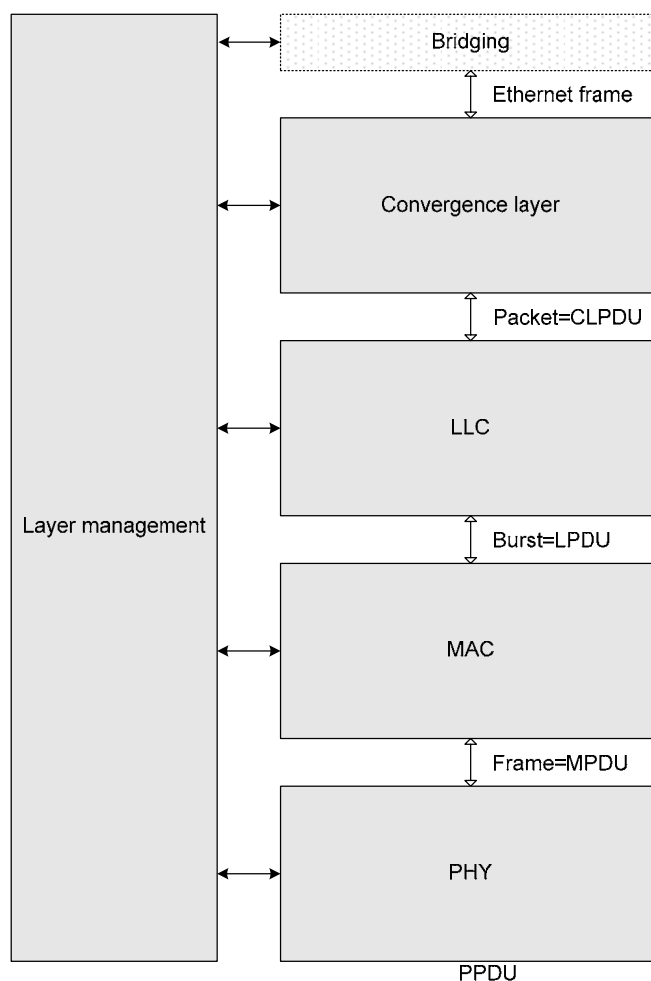 Bridging
Ethernet frame
Convergence layer
Packet=CLPDU
LLC
Burst=LPDU
Layer management
MAC
Frame=MPDU
PHY
PPDU